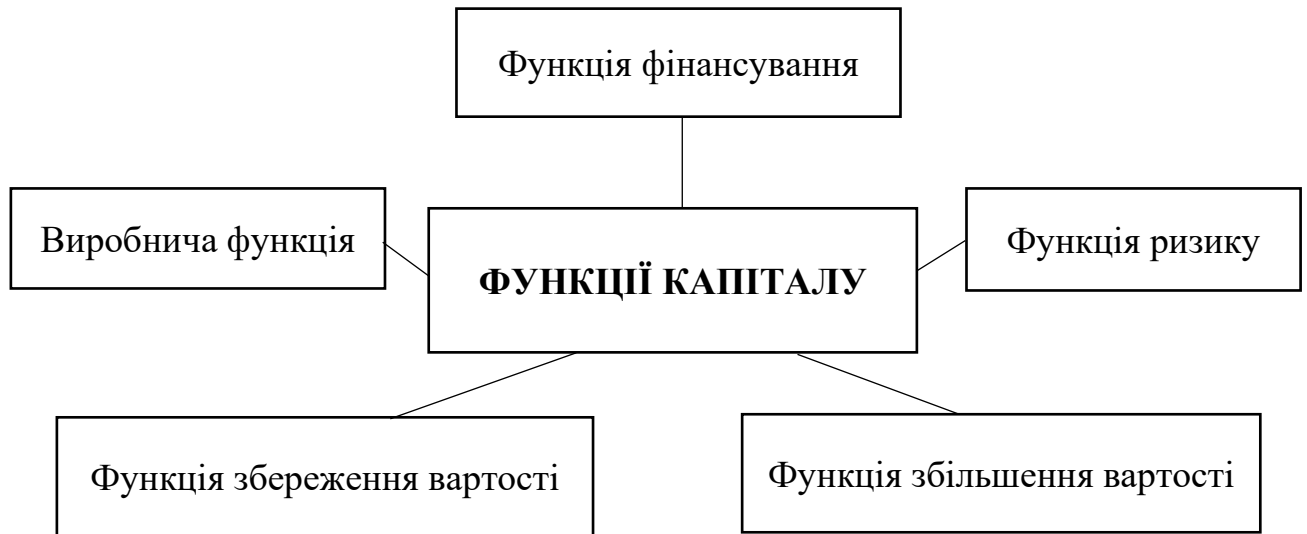 Функція фінансування
Виробнича функція
ФУНКЦІЇ КАПІТАЛУ
Функція ризику
Функція збереження вартості
Функція збільшення вартості